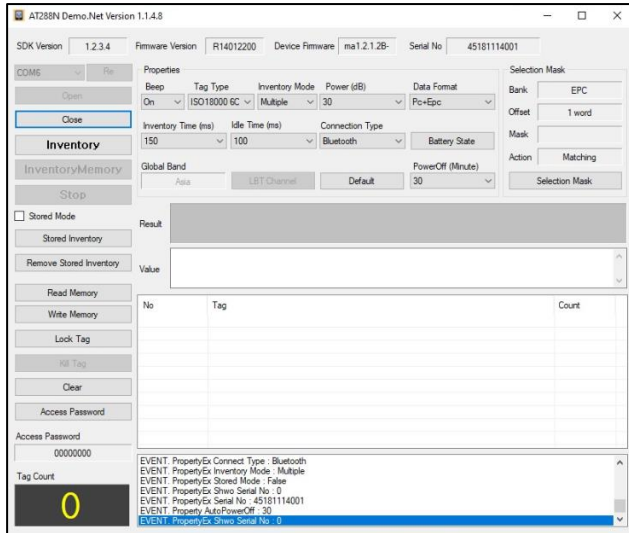 AT288N Demo.Net Version 1.1.4.8
SDK Version 1.2.3.4 Firmware Version R14012200 Device Firmware ma1.2.1.2B- Serial No 45181114001
COM6 Re
Open
Close
Inventory
InventoryMemory
Stop
Stored Mode
Stored Inventory
Remove Stored Inventory
Read Memory
Write Memory
Lock Tag
Kill Tag
Clear
Access Password
Access Password
00000000
Tag Count
0
Properties
Beep Tag Type Inventory Mode Power (dB) Data Format
On ISO18000 6C Multiple 30 Pc+Epc
Inventory Time (ms) Idle Time (ms) Connection Type
150 100 Bluetooth Battery State
Global Band PowerOff (Minute)
Asia LBT Channel Default 30
Selection Mask
Bank EPC
Offset 1 word
Mask
Action Matching
Selection Mask
Result
Value
No Tag Count
EVENT. PropertyEx Connect Type : Bluetooth
EVENT. PropertyEx Inventory Mode : Multiple
EVENT. PropertyEx Stored Mode : False
EVENT. PropertyEx Shwo Serial No : 0
EVENT. PropertyEx Serial No : 45181114001
EVENT. Property AutoPowerOff : 30
EVENT. PropertyEx Shwo Serial No : 0